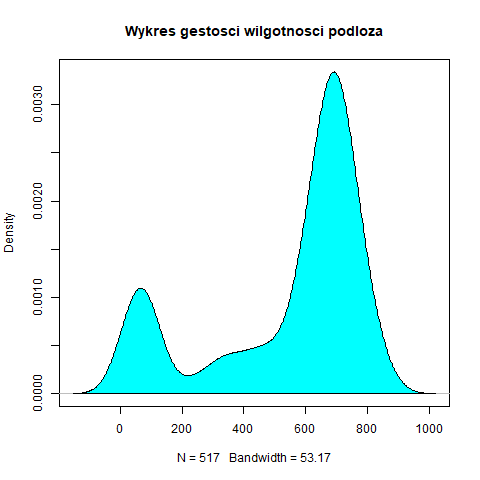 Wykres gestosci wilgotnosci podloza
Density
0.0030
0.0020
0.0010
0.0000
0 200 400 600 800 1000
N = 517 Bandwidth = 53.17